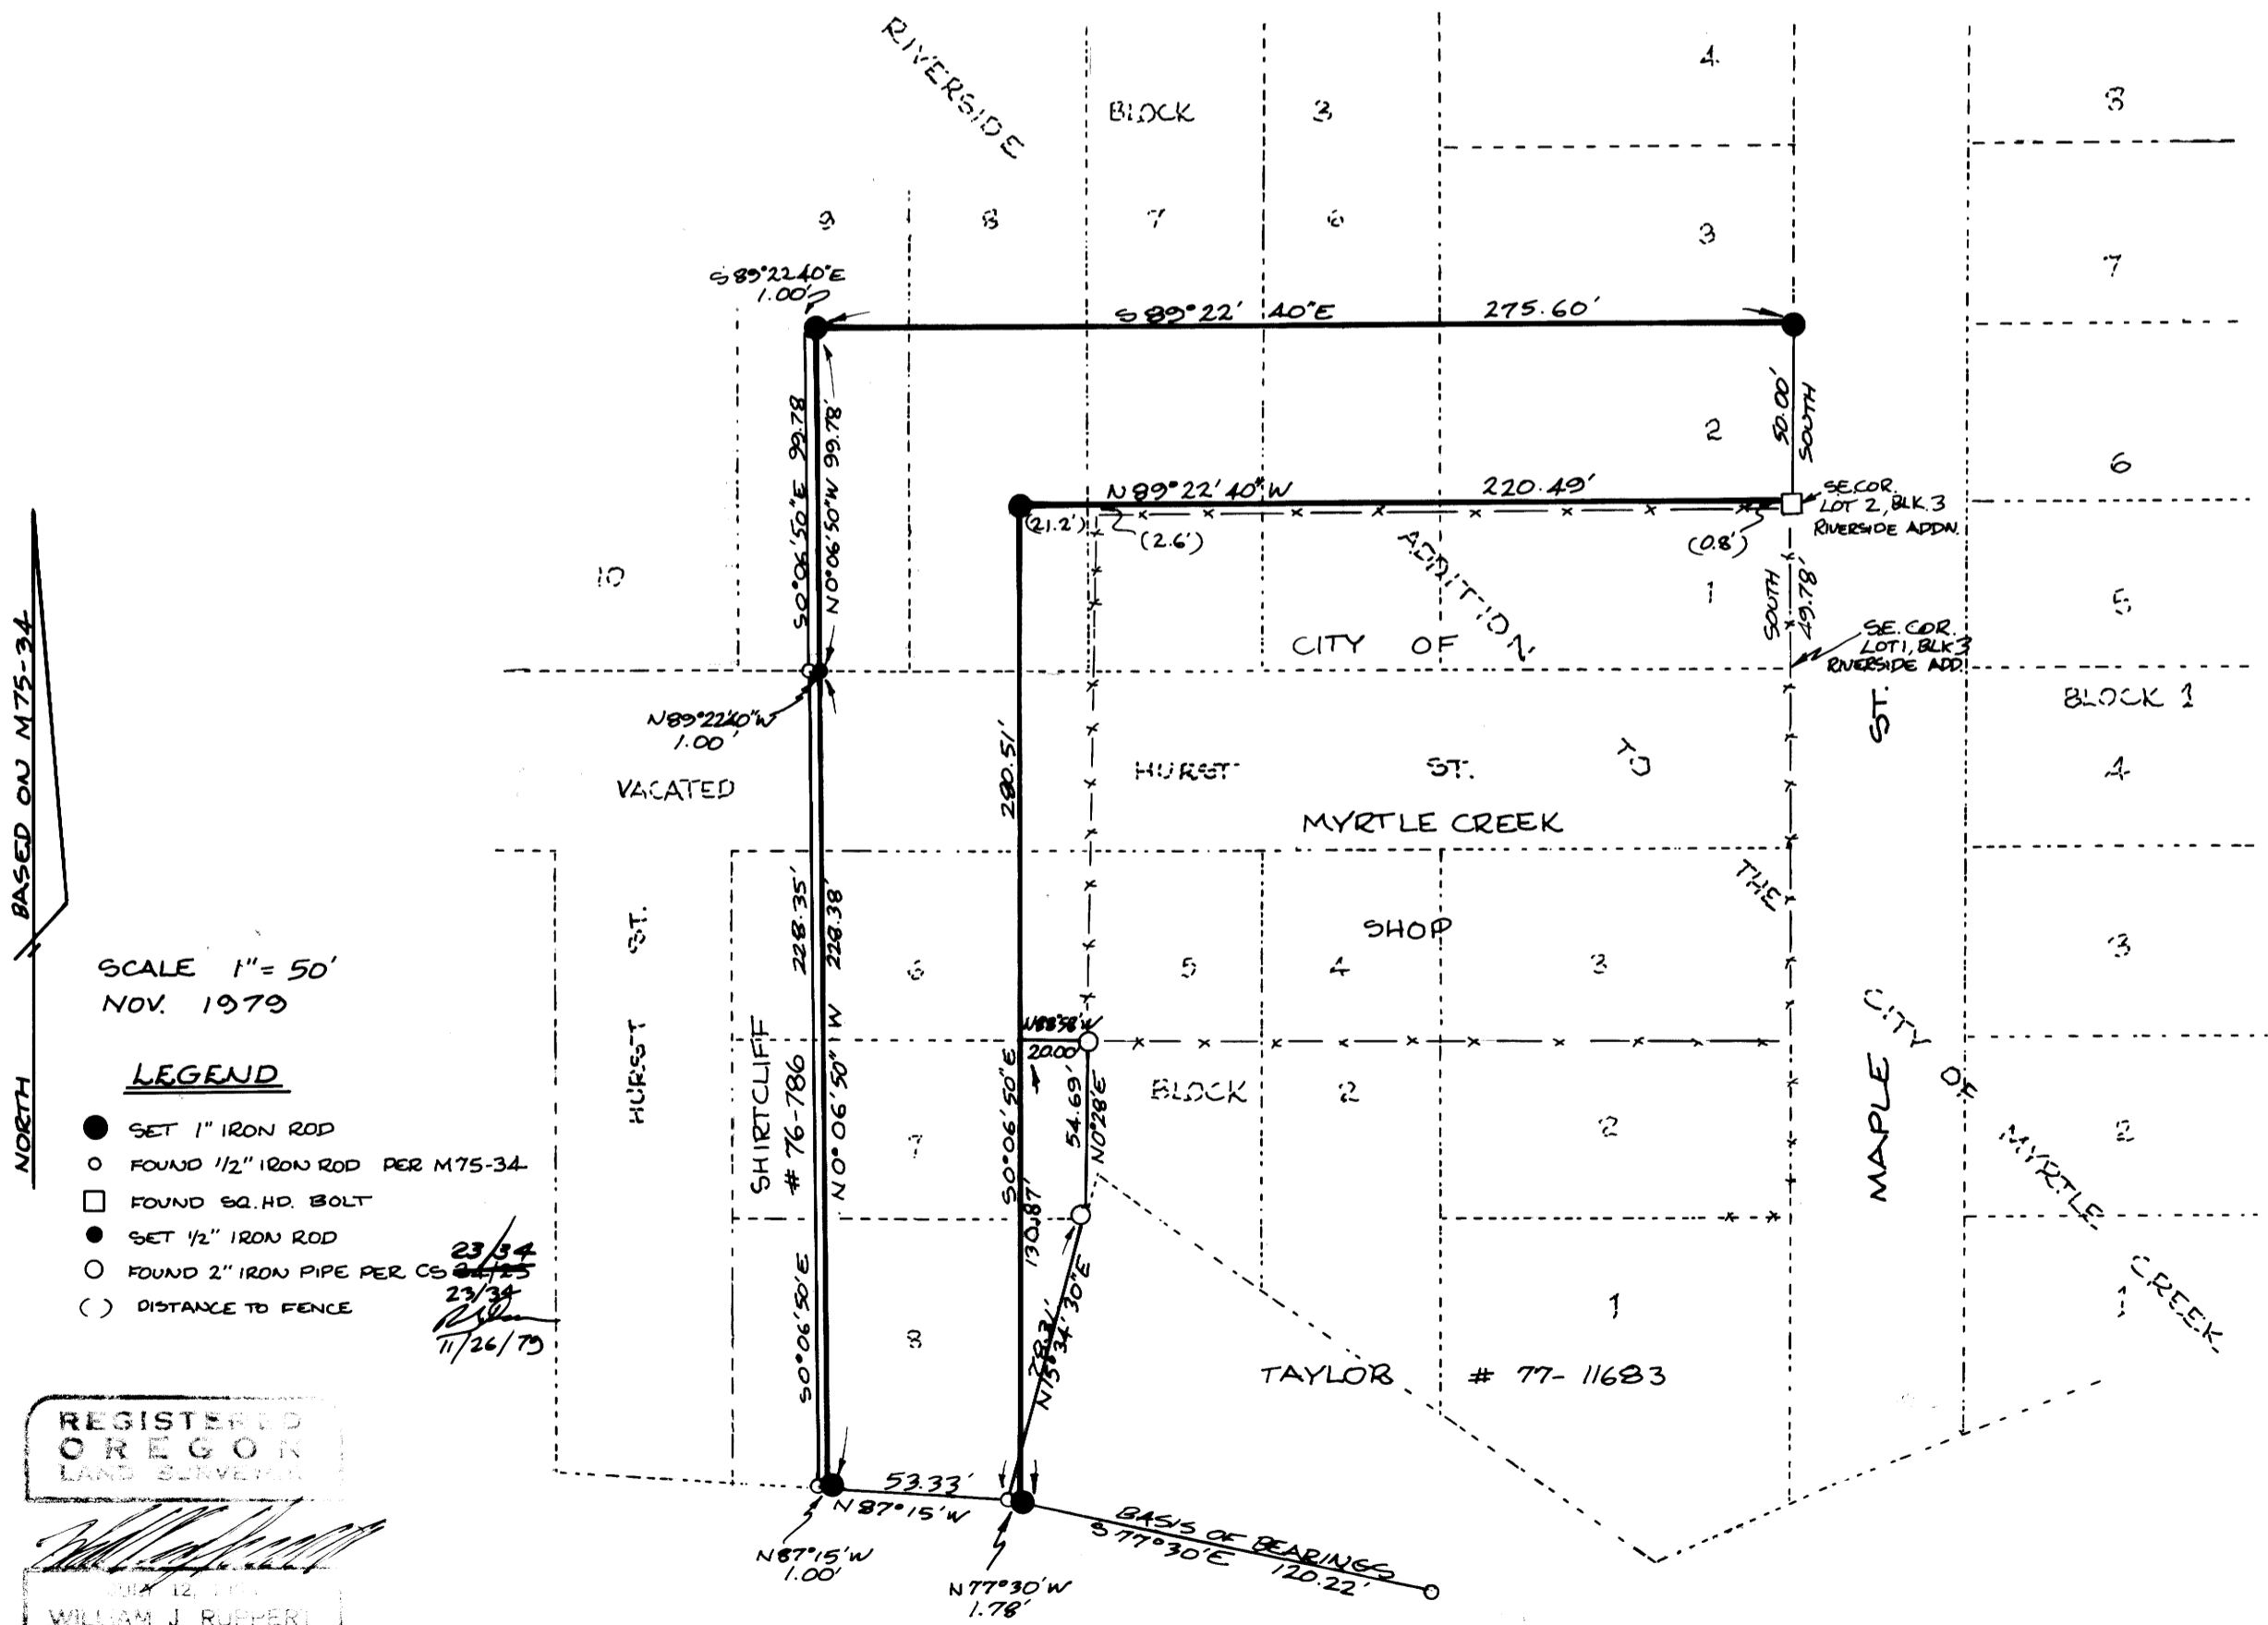 RIVERSIDE
BLOCK 3
4
8
9
8
7
6
3
7
S 89°22'40"E
1.00'
S 89°22' 40"E 275.60'
50.00'
SOUTH
S0°06'50"E 99.78
N0°06'50"W 99.78'
2
6
N 89°22'40"W 220.49'
(21.2')
(2.6')
(0.8')
SE.COR.
LOT 2, BLK.3
RIVERSIDE ADDN.
ADDITION
10
1
SOUTH
49.78'
5
CITY OF
SE. COR.
LOT 1, BLK 3
RIVERSIDE ADD.
N89°22'40"W
1.00'
BLOCK 1
VACATED
HURST ST.
TO
ST.
4
280.51'
MYRTLE CREEK
THE
BASED ON M75-34
NORTH
SCALE 1"= 50'
NOV. 1979
HURST ST.
228.35'
228.38'
6
5
4
3
SHOP
3
CITY
OF
MYRTLE
CREEK
MAPLE
N88°58'W
20.00'
SHIRTCLIFF
# 76-786
N0°06'50"W
S0°06'50"E
54.69'
N0°28'E
BLOCK 2
7
2
2
130.87'
LEGEND
SET 1" IRON ROD
FOUND 1/2" IRON ROD PER M75-34
FOUND SQ.HD. BOLT
SET 1/2" IRON ROD
23/34
FOUND 2" IRON PIPE PER CS 24/25
23/34
( ) DISTANCE TO FENCE
11/26/79
S0°06'50"E
8
N15°34'30"E
1
1
TAYLOR # 77-11683
REGISTERED
OREGON
LAND SURVEYOR
53.33'
N 87°15'W
N87°15'W
1.00'
N77°30'W
1.78'
BASIS OF BEARINGS
S 77°30'E 120.22'
JULY 12,
WILLIAM J RUPPERT